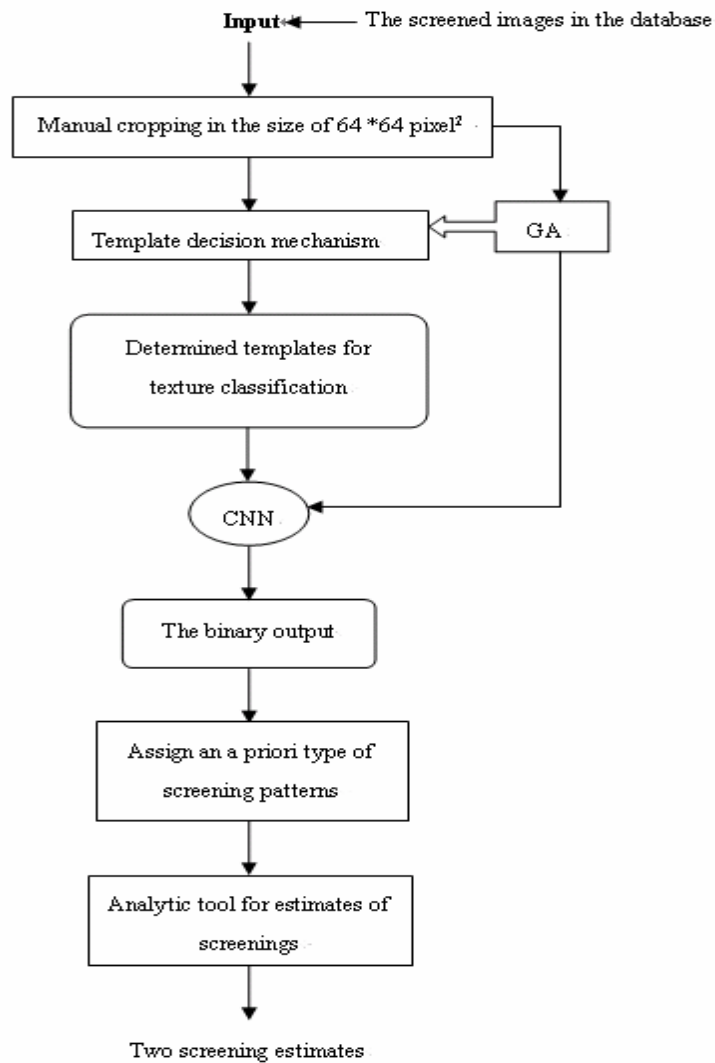 Input
The screened images in the database
Manual cropping in the size of 64 *64 pixel²
Template decision mechanism
GA
Determined templates for
texture classification
CNN
The binary output
Assign an a priori type of
screening patterns
Analytic tool for estimates of
screenings
Two screening estimates